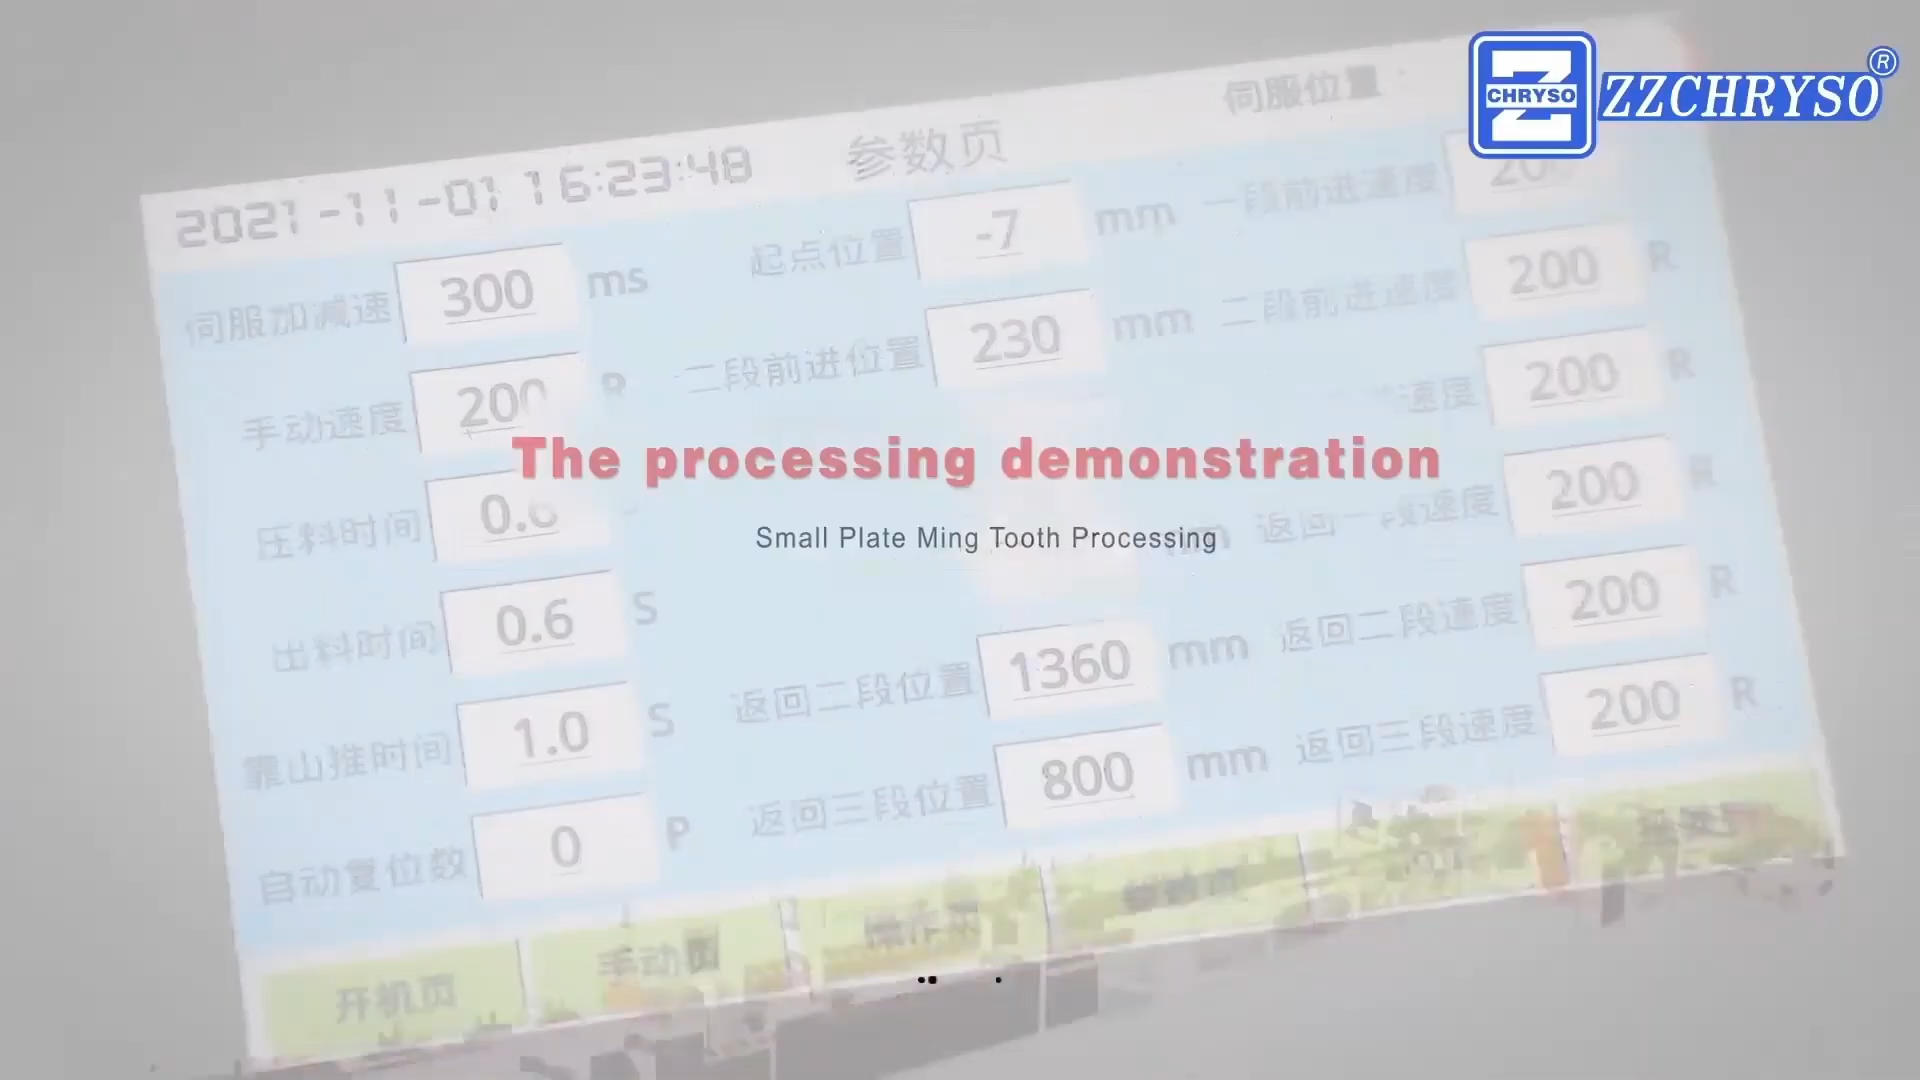 CHRYSO
ZZCHRYSO®
2021-11-01 16:23:48 参数页 伺服位置
伺服加减速 300 ms 起点位置 -7 mm 一段前进速度 200
手动速度 200 R 二段前进位置 230 mm 二段前进速度 200 R
速度 200 R
The processing demonstration
压料时间 mm 返回一段速度 200 R
Small Plate Ming Tooth Processing
出料时间 0.6 S 返回二段位置 1360 mm 返回二段速度 200 R
靠山推时间 1.0 S 返回三段位置 800 mm 返回三段速度 200 R
自动复位数 0 P
开机页 手动页